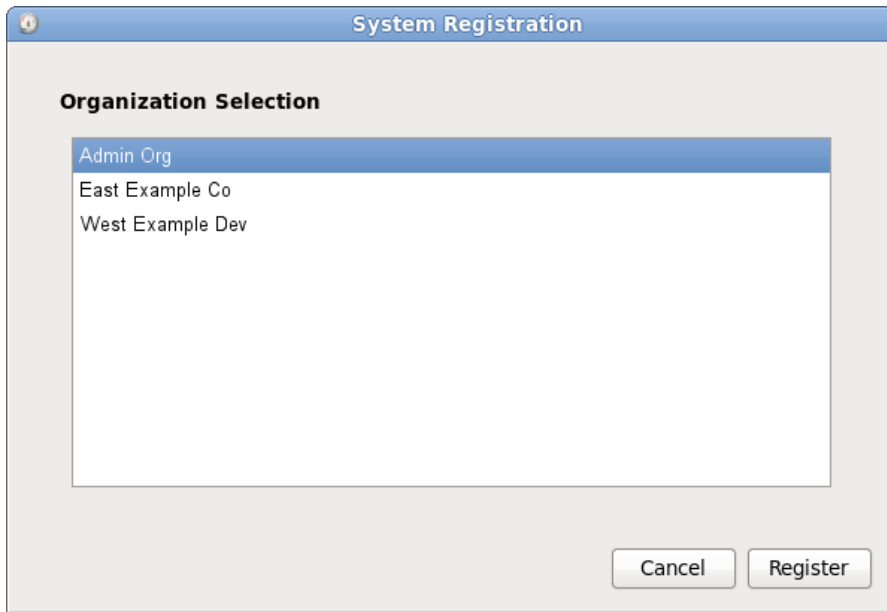 System Registration
Organization Selection
Admin Org
East Example Co
West Example Dev
Cancel Register